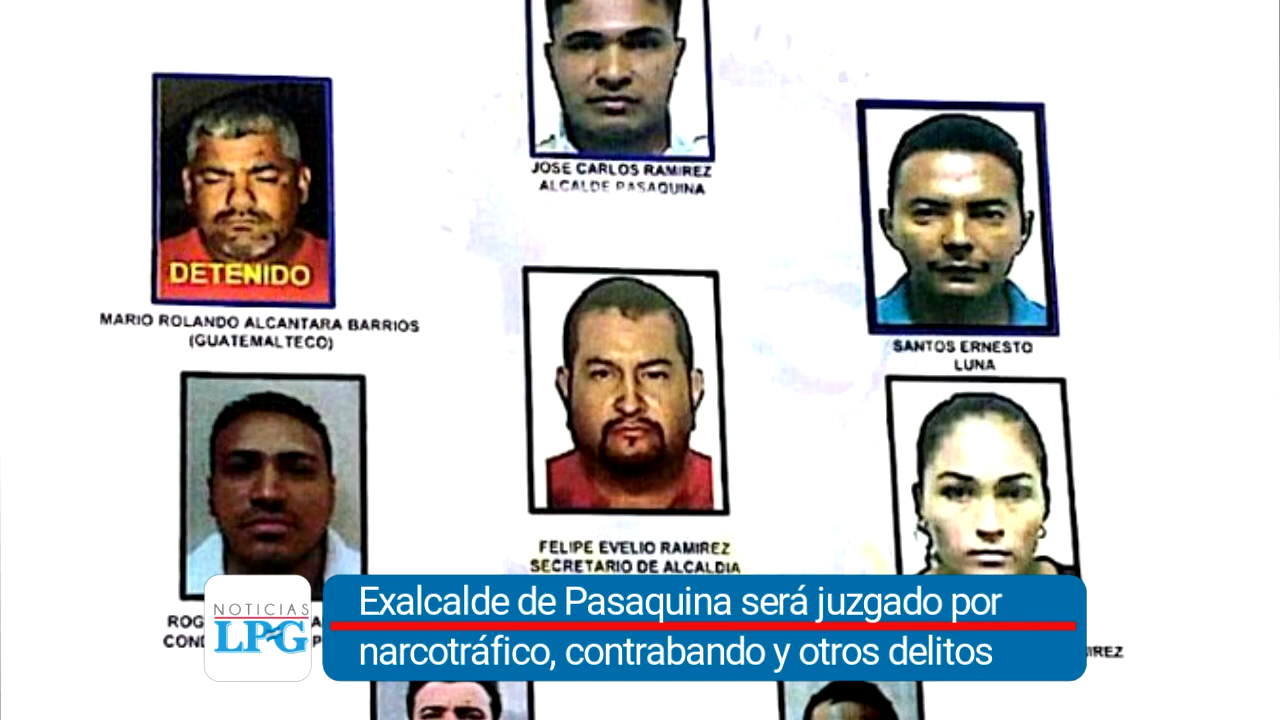 JOSE CARLOS RAMIREZ
ALCALDE PASAQUINA
DETENIDO
MARIO ROLANDO ALCANTARA BARRIOS
(GUATEMALTECO)
SANTOS ERNESTO
LUNA
FELIPE EVELIO RAMIREZ
SECRETARIO DE ALCALDIA
NOTICIAS
LPG
Exalcalde de Pasaquina será juzgado por
narcotráfico, contrabando y otros delitos